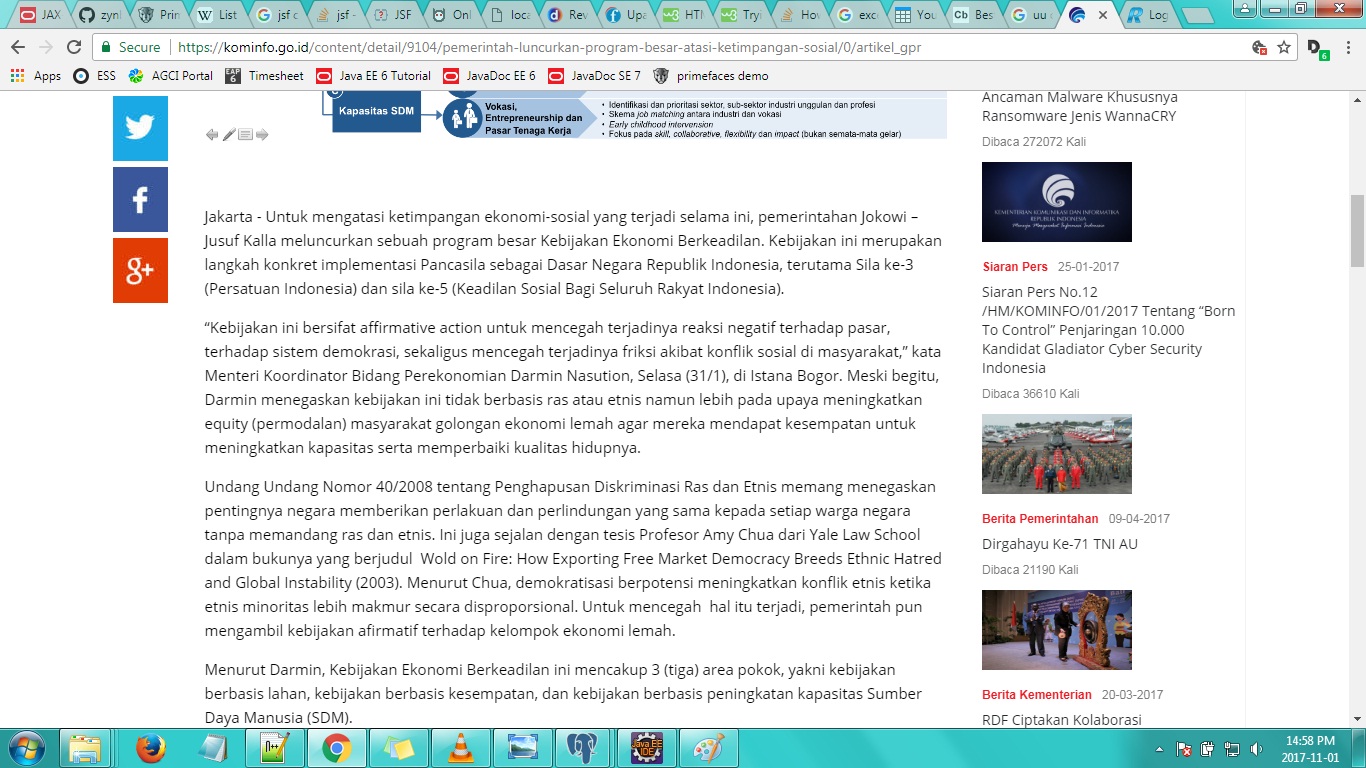 JAX
zynl
Prin
List
jsf c
jsf -
JSF
Onl
loca
Rev
Upa
HTM
Tryi
How
exce
You
Bes
uu e
Log
Secure
https://kominfo.go.id/content/detail/9104/pemerintah-luncurkan-program-besar-atasi-ketimpangan-sosial/0/artikel_gpr
Apps
ESS
AGCI Portal
Timesheet
Java EE 6 Tutorial
JavaDoc EE 6
JavaDoc SE 7
primefaces demo
Kapasitas SDM
Vokasi,
Entrepreneurship dan
Pasar Tenaga Kerja
• Identifikasi dan prioritasi sektor, sub-sektor industri unggulan dan profesi
• Skema job matching antara industri dan vokasi
• Early childhood intervension
• Fokus pada skill, collaborative, flexibility dan impact (bukan semata-mata gelar)
Jakarta - Untuk mengatasi ketimpangan ekonomi-sosial yang terjadi selama ini, pemerintahan Jokowi –
Jusuf Kalla meluncurkan sebuah program besar Kebijakan Ekonomi Berkeadilan. Kebijakan ini merupakan
langkah konkret implementasi Pancasila sebagai Dasar Negara Republik Indonesia, terutama Sila ke-3
(Persatuan Indonesia) dan sila ke-5 (Keadilan Sosial Bagi Seluruh Rakyat Indonesia).
“Kebijakan ini bersifat affirmative action untuk mencegah terjadinya reaksi negatif terhadap pasar,
terhadap sistem demokrasi, sekaligus mencegah terjadinya friksi akibat konflik sosial di masyarakat,” kata
Menteri Koordinator Bidang Perekonomian Darmin Nasution, Selasa (31/1), di Istana Bogor. Meski begitu,
Darmin menegaskan kebijakan ini tidak berbasis ras atau etnis namun lebih pada upaya meningkatkan
equity (permodalan) masyarakat golongan ekonomi lemah agar mereka mendapat kesempatan untuk
meningkatkan kapasitas serta memperbaiki kualitas hidupnya.
Undang Undang Nomor 40/2008 tentang Penghapusan Diskriminasi Ras dan Etnis memang menegaskan
pentingnya negara memberikan perlakuan dan perlindungan yang sama kepada setiap warga negara
tanpa memandang ras dan etnis. Ini juga sejalan dengan tesis Profesor Amy Chua dari Yale Law School
dalam bukunya yang berjudul  Wold on Fire: How Exporting Free Market Democracy Breeds Ethnic Hatred
and Global Instability (2003). Menurut Chua, demokratisasi berpotensi meningkatkan konflik etnis ketika
etnis minoritas lebih makmur secara disproporsional. Untuk mencegah  hal itu terjadi, pemerintah pun
mengambil kebijakan afirmatif terhadap kelompok ekonomi lemah.
Menurut Darmin, Kebijakan Ekonomi Berkeadilan ini mencakup 3 (tiga) area pokok, yakni kebijakan
berbasis lahan, kebijakan berbasis kesempatan, dan kebijakan berbasis peningkatan kapasitas Sumber
Daya Manusia (SDM).
Ancaman Malware Khususnya
Ransomware Jenis WannaCRY
Dibaca 272072 Kali
KEMENTERIAN KOMUNIKASI DAN INFORMATIKA
REPUBLIK INDONESIA
Menuju Masyarakat Informasi Indonesia
Siaran Pers 25-01-2017
Siaran Pers No.12
/HM/KOMINFO/01/2017 Tentang “Born
To Control” Penjaringan 10.000
Kandidat Gladiator Cyber Security
Indonesia
Dibaca 36610 Kali
Berita Pemerintahan 09-04-2017
Dirgahayu Ke-71 TNI AU
Dibaca 21190 Kali
Berita Kementerian 20-03-2017
RDF Ciptakan Kolaborasi
14:58 PM
2017-11-01